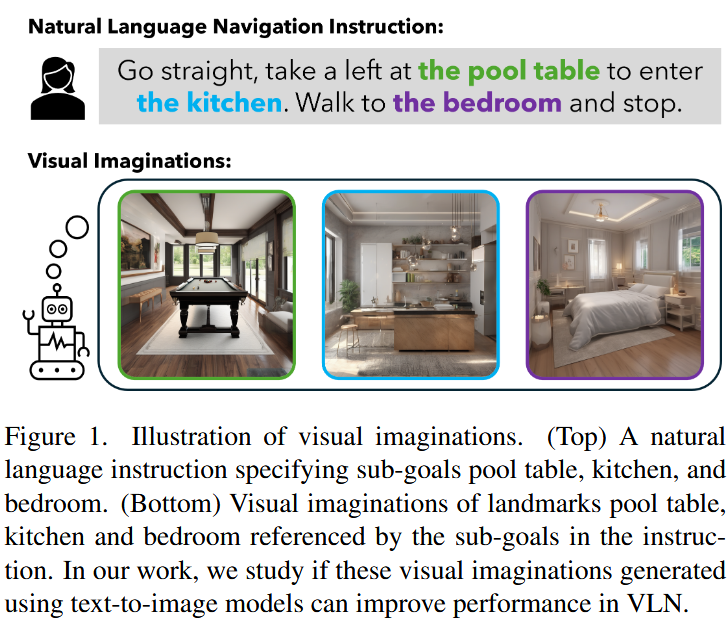 Natural Language Navigation Instruction:
Go straight, take a left at the pool table to enter
the kitchen. Walk to the bedroom and stop.
Visual Imaginations:
Figure 1. Illustration of visual imaginations. (Top) A natural
language instruction specifying sub-goals pool table, kitchen, and
bedroom. (Bottom) Visual imaginations of landmarks pool table,
kitchen and bedroom referenced by the sub-goals in the instruc-
tion. In our work, we study if these visual imaginations generated
using text-to-image models can improve performance in VLN.